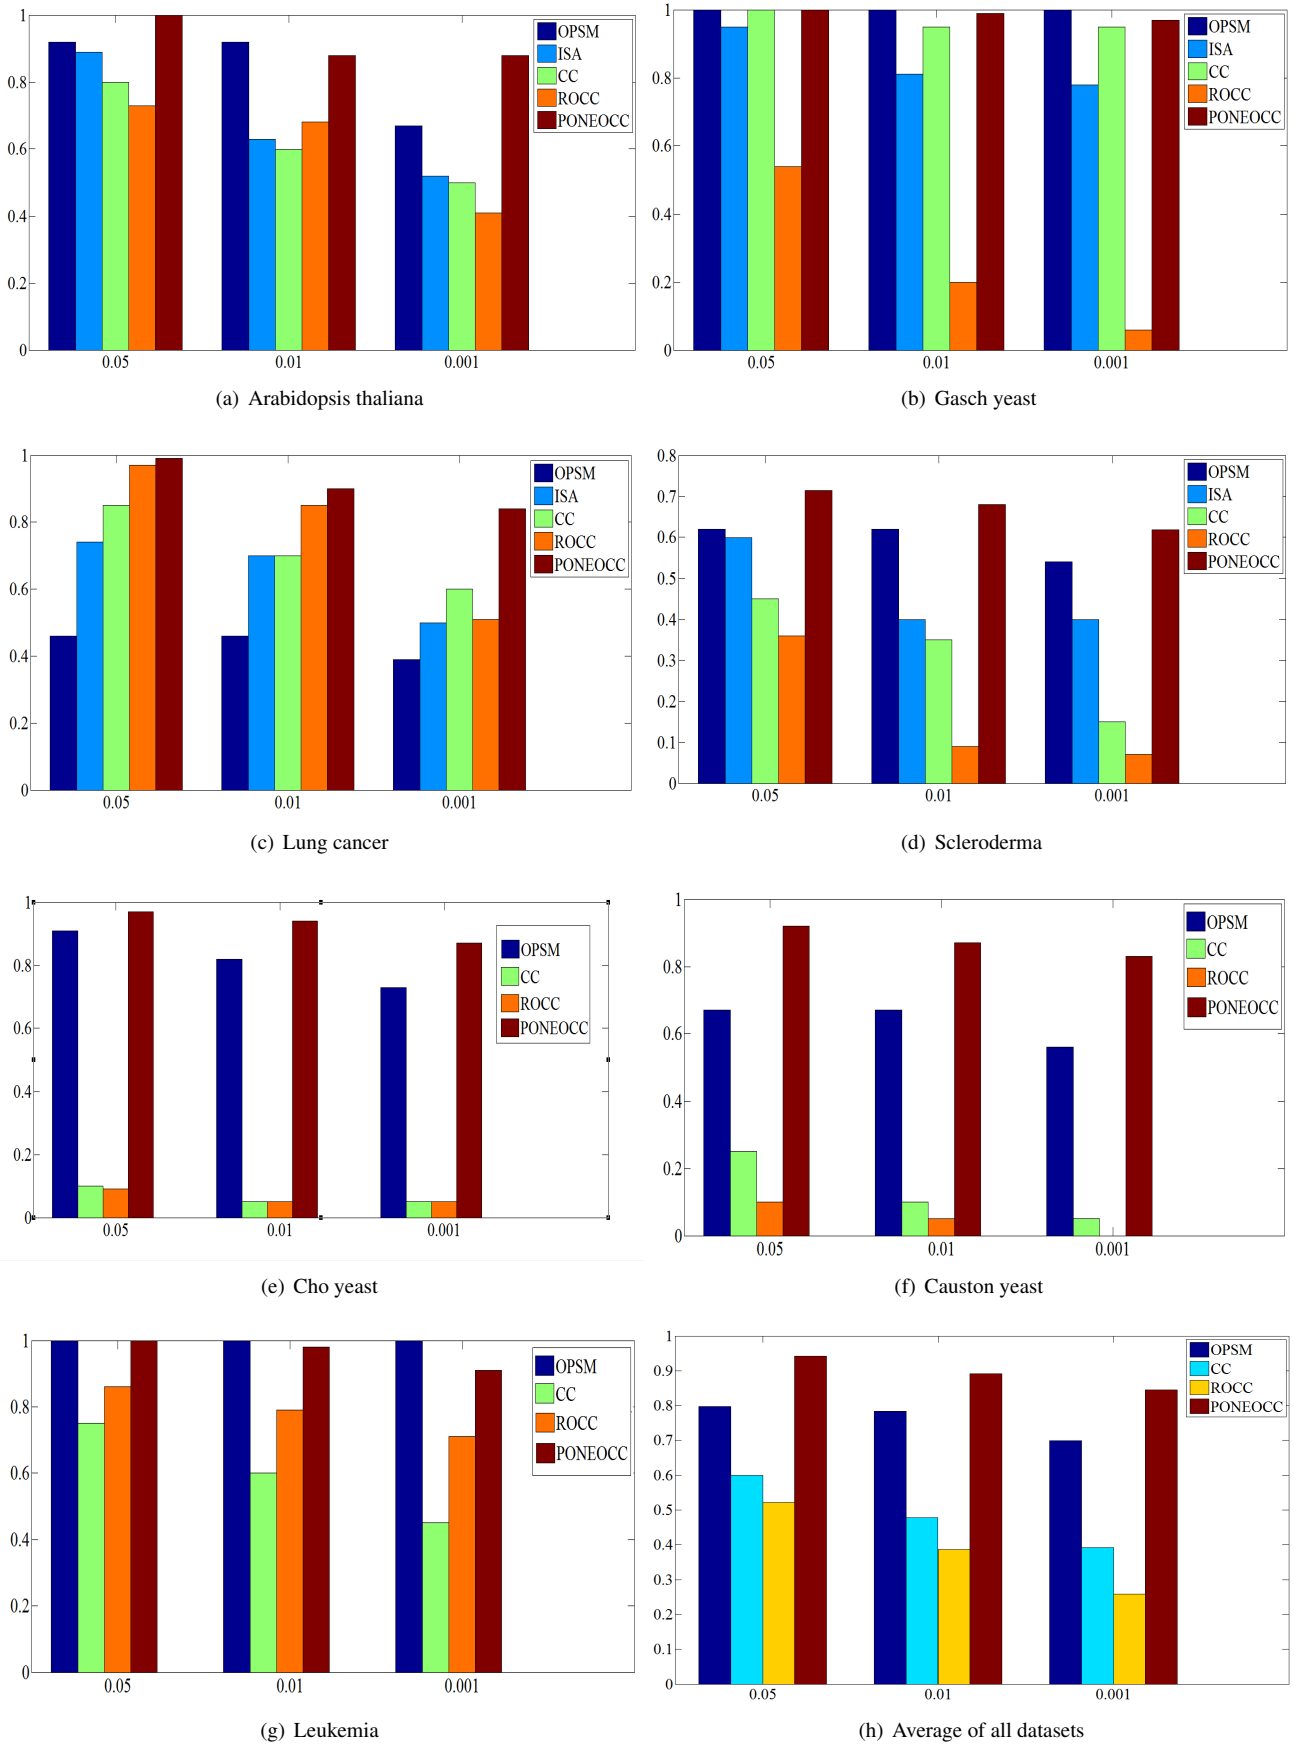 1
0.8
0.6
0.4
0.2
0
0.05
0.01
0.001
OPSM
ISA
CC
ROCC
PONEOCC
(a) Arabidopsis thaliana
1
0.8
0.6
0.4
0.2
0
0.05
0.01
0.001
OPSM
ISA
CC
ROCC
PONEOCC
(b) Gasch yeast
1
0.8
0.6
0.4
0.2
0
0.05
0.01
0.001
OPSM
ISA
CC
ROCC
PONEOCC
(c) Lung cancer
0.8
0.7
0.6
0.5
0.4
0.3
0.2
0.1
0
0.05
0.01
0.001
OPSM
ISA
CC
ROCC
PONEOCC
(d) Scleroderma
1
0.8
0.6
0.4
0.2
0
0.05
0.01
0.001
OPSM
CC
ROCC
PONEOCC
(e) Cho yeast
1
0.8
0.6
0.4
0.2
0
0.05
0.01
0.001
OPSM
CC
ROCC
PONEOCC
(f) Causton yeast
1
0.8
0.6
0.4
0.2
0
0.05
0.01
0.001
OPSM
CC
ROCC
PONEOCC
(g) Leukemia
1
0.9
0.8
0.7
0.6
0.5
0.4
0.3
0.2
0.1
0
0.05
0.01
0.001
OPSM
CC
ROCC
PONEOCC
(h) Average of all datasets